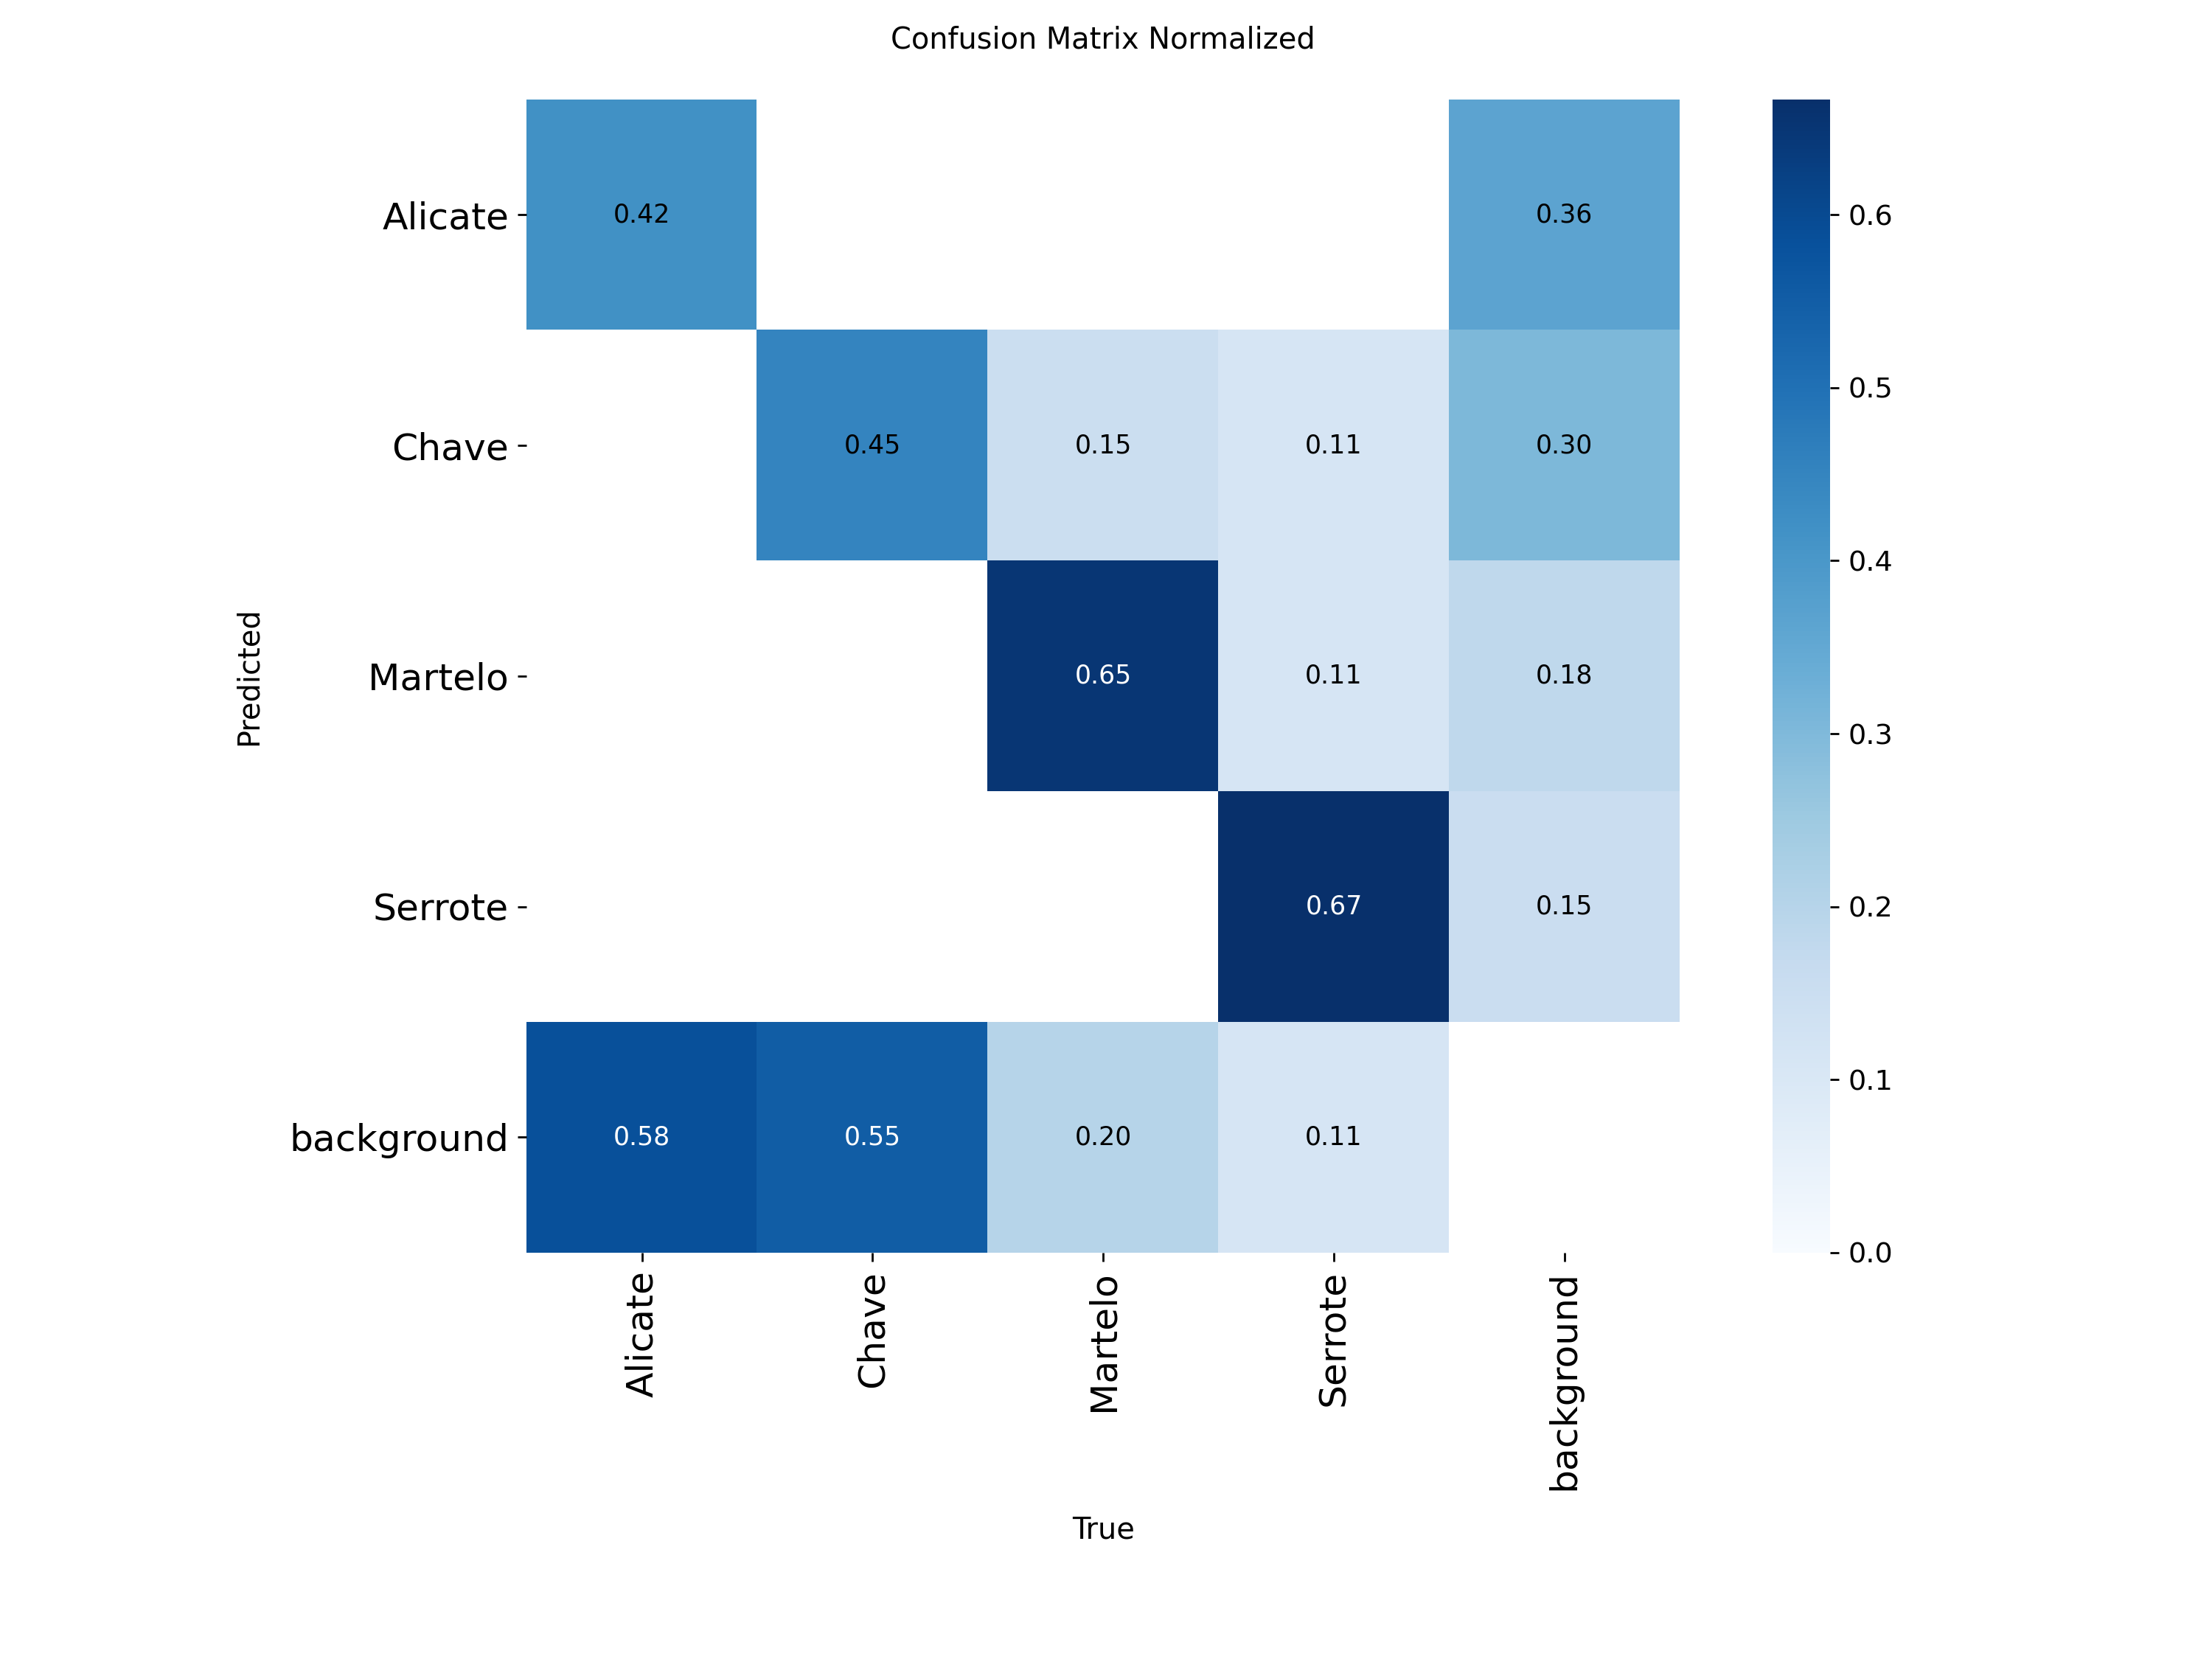 Confusion Matrix Normalized
Alicate 0.42 0.36
Chave 0.45 0.15 0.11 0.30
Martelo 0.65 0.11 0.18
Serrote 0.67 0.15
background 0.58 0.55 0.20 0.11
Predicted
Alicate Chave Martelo Serrote background
True
0.6
0.5
0.4
0.3
0.2
0.1
0.0